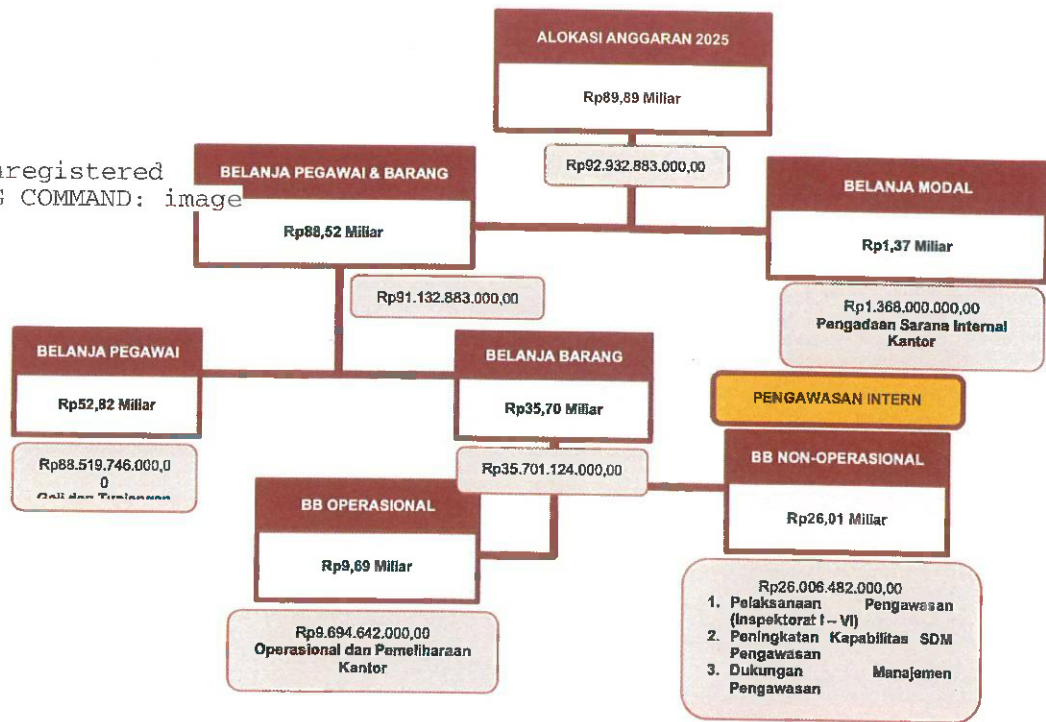 ALOKASI ANGGARAN 2025
Rp89,89 Miliar
Rp92.932.883.000,00
nregistered
G COMMAND: image
BELANJA PEGAWAI & BARANG
Rp88,52 Miliar
BELANJA MODAL
Rp1,37 Miliar
Rp91.132.883.000,00
Rp1.368.000.000,00
Pengadaan Sarana Internal
Kantor
BELANJA PEGAWAI
Rp52,82 Miliar
BELANJA BARANG
Rp35,70 Miliar
PENGAWASAN INTERN
Rp88.519.746.000,0
0
Gaji dan Tunjangan
Rp35.701.124.000,00
BB NON-OPERASIONAL
Rp26,01 Miliar
BB OPERASIONAL
Rp9,69 Miliar
Rp9.694.642.000,00
Operasional dan Pemeliharaan
Kantor
Rp26.006.482.000,00
1. Pelaksanaan Pengawasan
(Inspektorat I – VI)
2. Peningkatan Kapabilitas SDM
Pengawasan
3. Dukungan Manajemen
Pengawasan